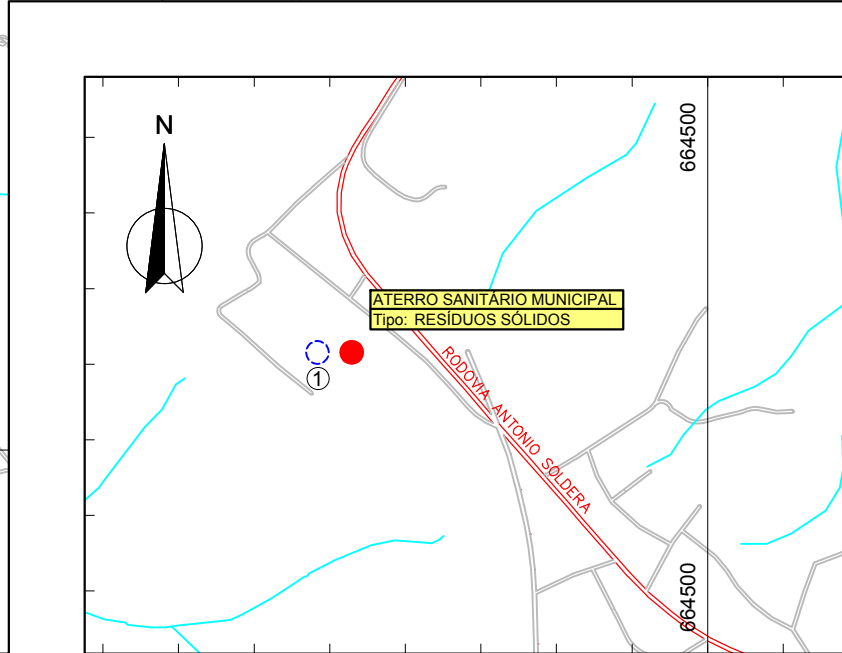 664500
N
ATERRO SANITÁRIO MUNICIPAL
Tipo: RESÍDUOS SÓLIDOS
1
RODOVIA ANTONIO SOLDERA
664500